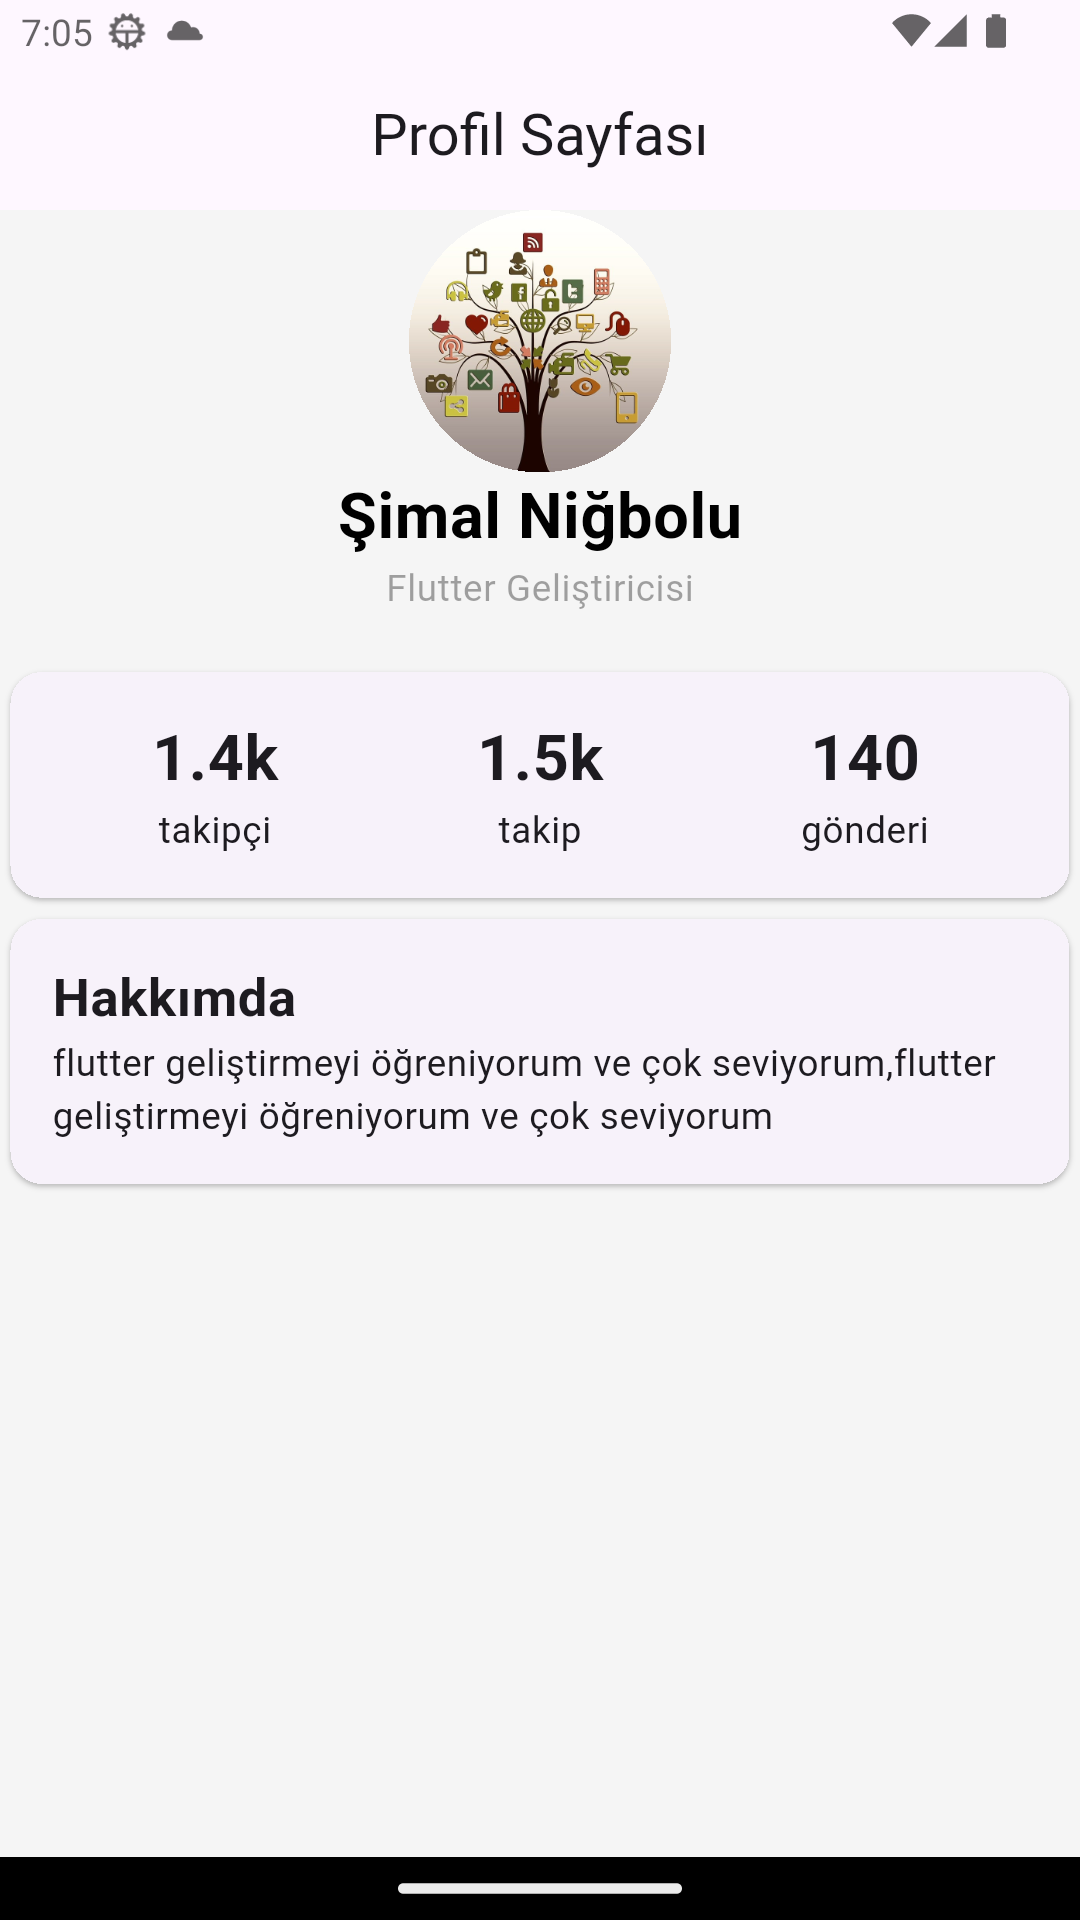 7:05
Profil Sayfası
Şimal Niğbolu
Flutter Geliştiricisi
1.4k 1.5k 140
takipçi takip gönderi
Hakkımda
flutter geliştirmeyi öğreniyorum ve çok seviyorum,flutter
geliştirmeyi öğreniyorum ve çok seviyorum